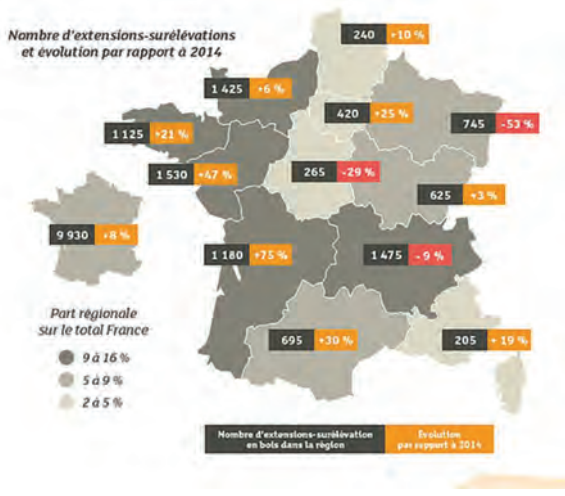 Nombre d'extensions-surélévations
et évolution par rapport à 2014
240 +10 %
1 425 +6 %
420 +25 %
745 -53 %
1 125 +21 %
1 530 +47 %
265 -29 %
625 +3 %
9 930 +8 %
1 180 +75 %
1 475 - 9 %
Part régionale
sur le total France
9 à 16 %
5 à 9 %
2 à 5 %
695 +30 %
205 + 19 %
Nombre d'extensions-surélévation
en bois dans la région
Evolution
par rapport à 2014